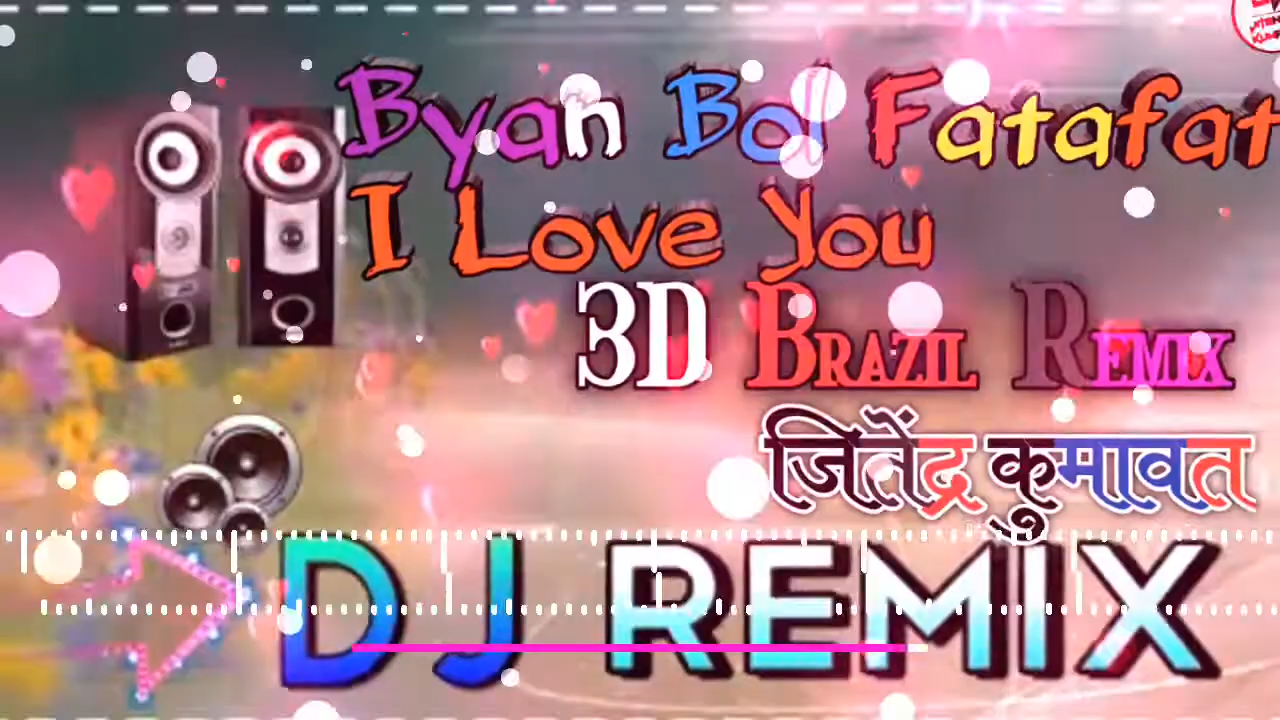 Byan Bol Fatafat
I Love You
3D Brazil Remix
जितेंद्र कुमावत
DJ REMIX